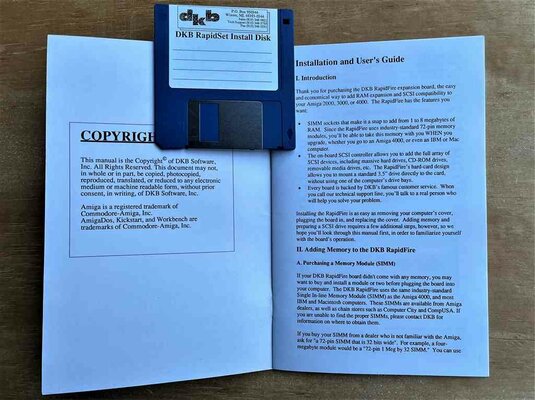 dkb
P.O. Box
Wixom, MI
Sales
Tech Support
Fax
DKB RapidSet Install Disk
COPYRIGH
This manual is the Copyright© of DKB Software,
Inc. All Rights Reserved. This document may not,
in whole or in part, be copied, photocopied,
reproduced, translated, or reduced to any electronic
medium or machine readable form, without prior
consent, in writing, of DKB Software, Inc.
Amiga is a registered trademark of
Commodore-Amiga, Inc.
AmigaDos, Kickstart, and Workbench are
trademarks of Commodore-Amiga, Inc.
Installation and User's Guide
I. Introduction
Thank you for purchasing the DKB RapidFire expansion board, the easy
and economical way to add RAM expansion and SCSI compatibility to
your Amiga 2000, 3000, or 4000. The RapidFire has the features you
want:
• SIMM sockets that make it a snap to add from 1 to 8 megabytes of
RAM. Since the RapidFire uses industry-standard 72-pin memory
modules, you'll be able to take this memory with you WHEN you
upgrade, whether you go to an Amiga 4000, or even an IBM or Mac
computer.
• The on-board SCSI controller allows you to add the full array of
SCSI devices, including massive hard drives, CD-ROM drives,
removable media drives, etc. The RapidFire's hard-card design
allows you to mount a standard 3.5" drive directly to the card,
without using one of the computer's drive bays.
• Every board is backed by DKB's famous customer service. When
you call our technical support line, you'll talk to a real person who
will help you solve your problem.
Installing the RapidFire is as easy as removing your computer's cover,
plugging the board in, and replacing the cover. Adding memory and
preparing a SCSI drive requires a few additional steps, however, so we
hope you'll look through this manual first, in order to familiarize yourself
with the board's operation.
II. Adding Memory to the DKB RapidFire
A. Purchasing a Memory Module (SIMM)
If your DKB RapidFire board didn't come with any memory, you may
want to buy and install a module or two before plugging the board into
your computer. The DKB RapidFire uses the same industry-standard
Single In-line Memory Module (SIMM) as the Amiga 4000, and most
IBM and Macintosh computers. These SIMMs are available from Amiga
dealers, as well as chain stores such as Computer City and CompUSA. If
you are unable to find the proper SIMMs, please contact DKB for
information on where to obtain them.
If you buy your SIMM from a dealer who is not familiar with the Amiga,
ask for "a 72-pin SIMM that is 32 bits wide". For example, a four-
megabyte module would be a "72-pin 1 Meg by 32 SIMM." You can use